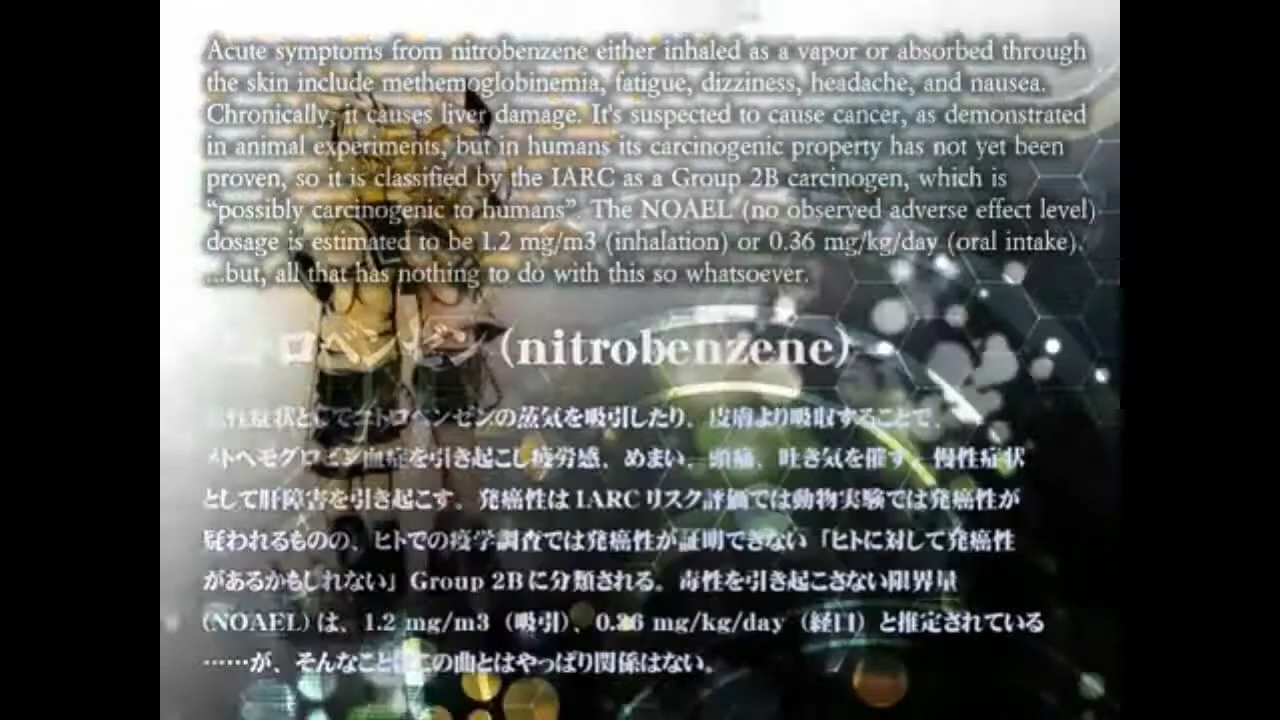 Acute symptoms from nitrobenzene either inhaled as a vapor or absorbed through
the skin include methemoglobinemia, fatigue, dizziness, headache, and nausea.
Chronically, it causes liver damage. It's suspected to cause cancer, as demonstrated
in animal experiments, but in humans its carcinogenic property has not yet been
proven, so it is classified by the IARC as a Group 2B carcinogen, which is
“possibly carcinogenic to humans”. The NOAEL (no observed adverse effect level)
dosage is estimated to be 1.2 mg/m3 (inhalation) or 0.36 mg/kg/day (oral intake).
...but, all that has nothing to do with this so whatsoever.
ロベンゼン (nitrobenzene)
性症状としてニトロベンゼンの蒸気を吸引したり、皮膚より吸収することで、
メトヘモグロビン血症を引き起こし疲労感、めまい、頭痛、吐き気を催す。慢性症状
として肝障害を引き起こす。発癌性は IARC リスク評価では動物実験では発癌性が
疑われるものの、ヒトでの疫学調査では発癌性が証明できない「ヒトに対して発癌性
があるかもしれない」Group 2B に分類される。毒性を引き起こさない限界量
(NOAEL) は、1.2 mg/m3（吸引）、0.36 mg/kg/day（経口）と推定されている
……が、そんなことはこの曲とはやっぱり関係はない。